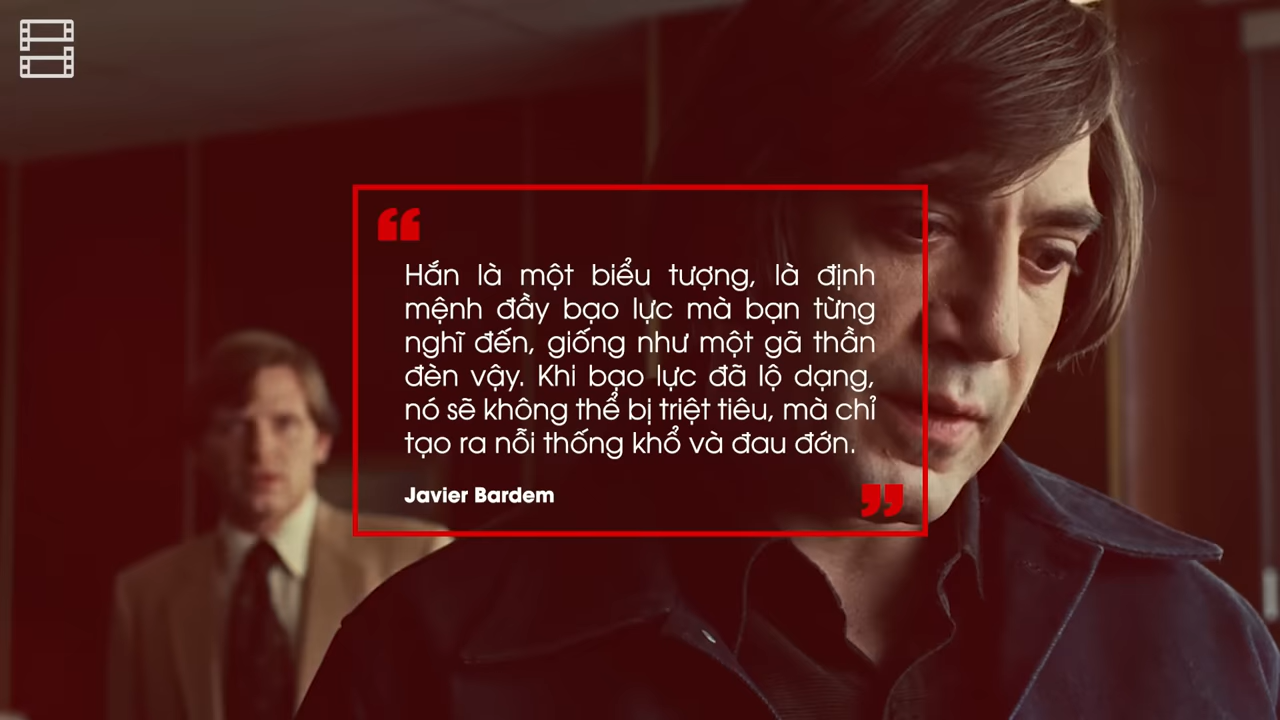 Hắn là một biểu tượng, là định
mệnh đầy bạo lực mà bạn từng
nghĩ đến, giống như một gã thần
đèn vậy. Khi bạo lực đã lộ dạng,
nó sẽ không thể bị triệt tiêu, mà chỉ
tạo ra nỗi thống khổ và đau đớn.
Javier Bardem